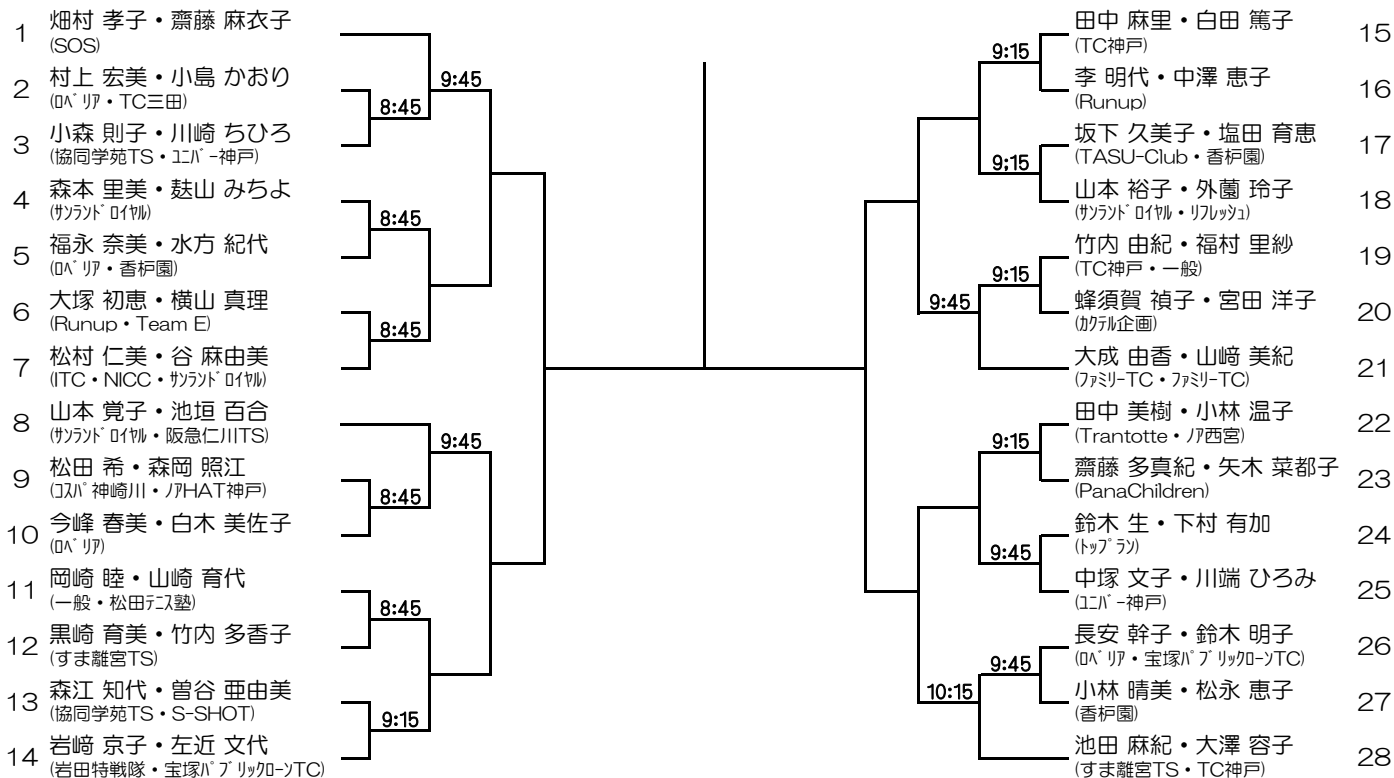 1 畑村 孝子・齋藤 麻衣子
(SOS)
2 村上 宏美・小島 かおり
(ﾛﾍﾞﾘｱ・TC三田)
3 小森 則子・川崎 ちひろ
(協同学苑TS・ﾕﾆﾊﾞｰ神戸)
4 森本 里美・麸山 みちよ
(ｻﾝﾗﾝﾄﾞﾛｲﾔﾙ)
5 福永 奈美・水方 紀代
(ﾛﾍﾞﾘｱ・香枦園)
6 大塚 初恵・横山 真理
(Runup・Team E)
7 松村 仁美・谷 麻由美
(ITC・NICC・ｻﾝﾗﾝﾄﾞﾛｲﾔﾙ)
8 山本 覚子・池垣 百合
(ｻﾝﾗﾝﾄﾞﾛｲﾔﾙ・阪急仁川TS)
9 松田 希・森岡 照江
(ｺｽﾊﾟ神崎川・ﾉｱHAT神戸)
10 今峰 春美・白木 美佐子
(ﾛﾍﾞﾘｱ)
11 岡崎 睦・山崎 育代
(一般・松田ﾃﾆｽ塾)
12 黒崎 育美・竹内 多香子
(すま離宮TS)
13 森江 知代・曽谷 亜由美
(協同学苑TS・S-SHOT)
14 岩﨑 京子・左近 文代
(岩田特戦隊・宝塚ﾊﾟﾌﾞﾘｯｸﾛｰﾝTC)
9:45
8:45
8:45
8:45
9:45
8:45
8:45
9:15
9:15
9;15
9:15
9:45
9:15
9:45
9:45
10:15
田中 麻里・白田 篤子 15
(TC神戸)
李 明代・中澤 恵子 16
(Runup)
坂下 久美子・塩田 育恵 17
(TASU-Club・香枦園)
山本 裕子・外薗 玲子 18
(ｻﾝﾗﾝﾄﾞﾛｲﾔﾙ・ﾘﾌﾚｯｼｭ)
竹内 由紀・福村 里紗 19
(TC神戸・一般)
蜂須賀 禎子・宮田 洋子 20
(ｶｸﾃﾙ企画)
大成 由香・山﨑 美紀 21
(ﾌｧﾐﾘｰTC・ﾌｧﾐﾘｰTC)
田中 美樹・小林 温子 22
(Trantotte・ﾉｱ西宮)
齋藤 多真紀・矢木 菜都子 23
(PanaChildren)
鈴木 生・下村 有加 24
(ﾄｯﾌﾟﾗﾝ)
中塚 文子・川端 ひろみ 25
(ﾕﾆﾊﾞｰ神戸)
長安 幹子・鈴木 明子 26
(ﾛﾍﾞﾘｱ・宝塚ﾊﾟﾌﾞﾘｯｸﾛｰﾝTC)
小林 晴美・松永 恵子 27
(香枦園)
池田 麻紀・大澤 容子 28
(すま離宮TS・TC神戸)